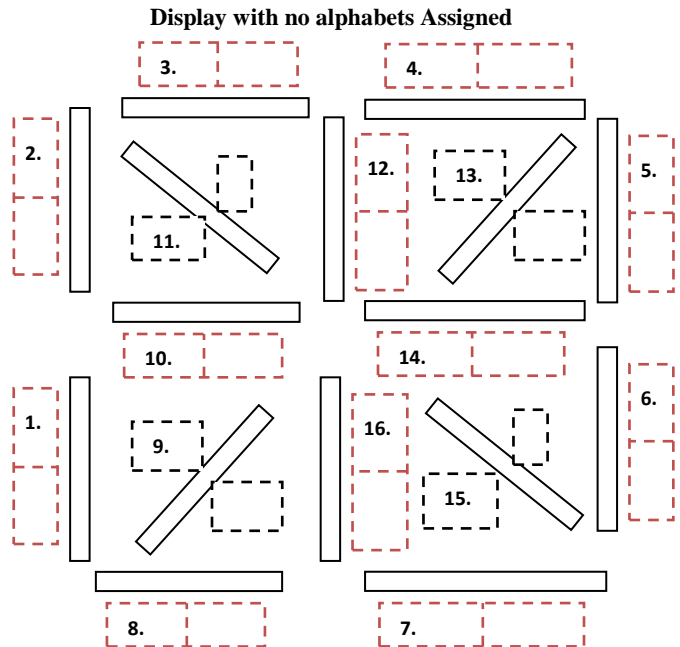 Display with no alphabets Assigned
3. 4.
2. 12. 13. 5.
11.
10. 14.
1. 9. 16. 6.
15.
8. 7.